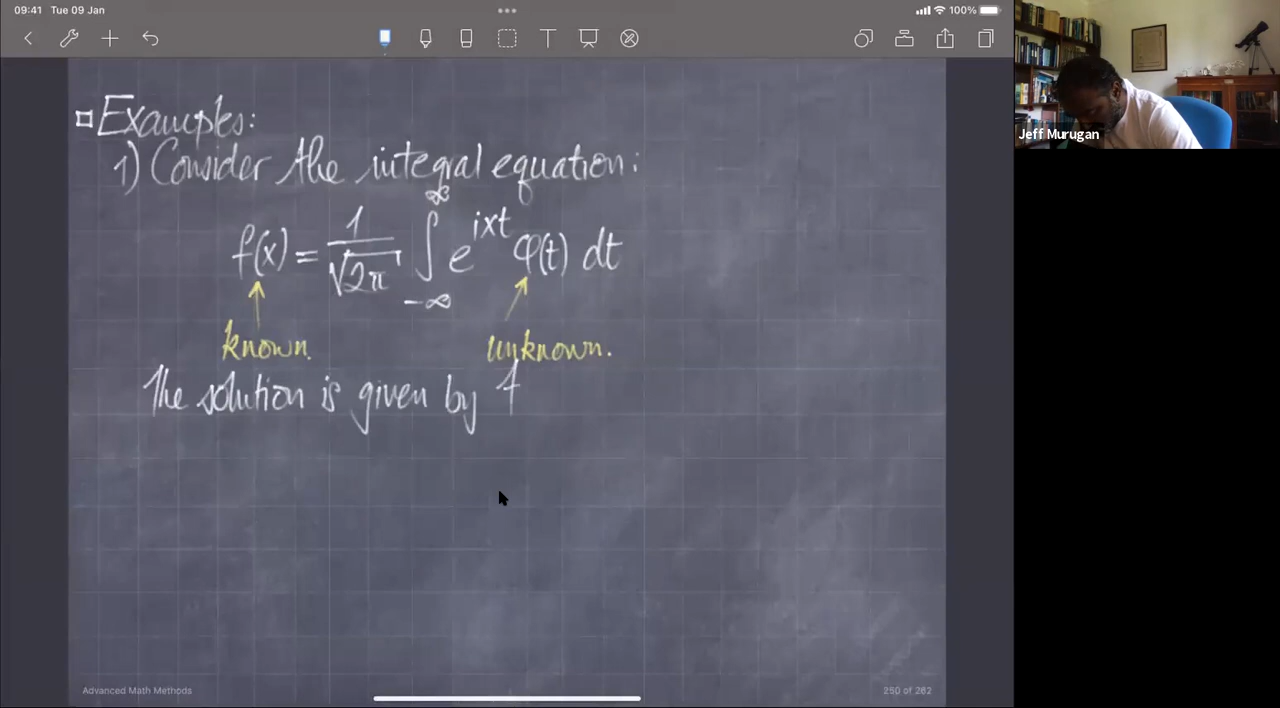 09:41 Tue 09 Jan
100%
Examples:
1) Consider the integral equation:
f(x) = 1/√2π ∫_{-∞}^{∞} e^{ixt} φ(t) dt
known. unknown.
The solution is given by f
Advanced Math Methods
250 of 262
Jeff Murugan